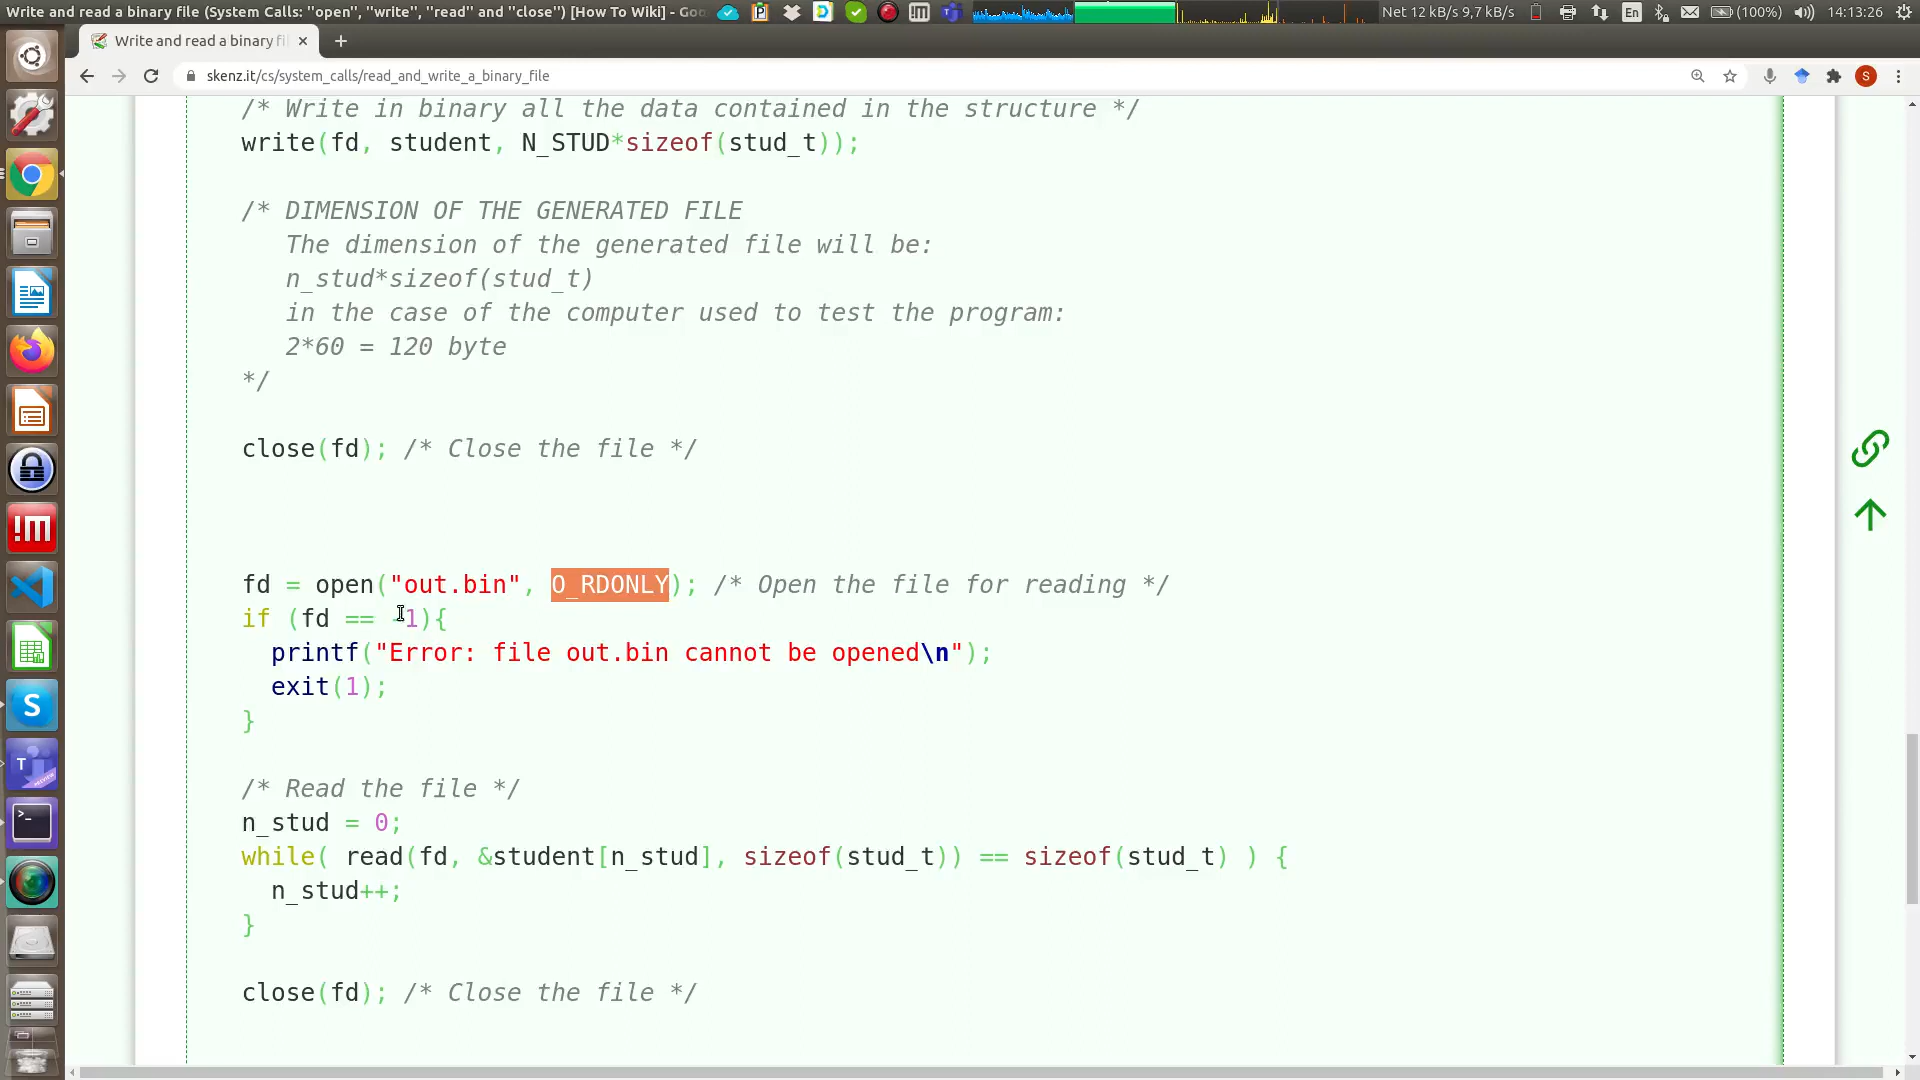 Write and read a binary file (System Calls: "open", "write", "read" and "close") [How To Wiki] - Goo
Net 12 kB/s 9,7 kB/s
En
(100%)
14:13:26
Write and read a binary fi
skenz.it/cs/system_calls/read_and_write_a_binary_file
S
/* Write in binary all the data contained in the structure */
write(fd, student, N_STUD*sizeof(stud_t));
/* DIMENSION OF THE GENERATED FILE
The dimension of the generated file will be:
n_stud*sizeof(stud_t)
in the case of the computer used to test the program:
2*60 = 120 byte
*/
close(fd); /* Close the file */
fd = open("out.bin", O_RDONLY); /* Open the file for reading */
if (fd == -1){
printf("Error: file out.bin cannot be opened\n");
exit(1);
}
/* Read the file */
n_stud = 0;
while( read(fd, &student[n_stud], sizeof(stud_t)) == sizeof(stud_t) ) {
n_stud++;
}
close(fd); /* Close the file */